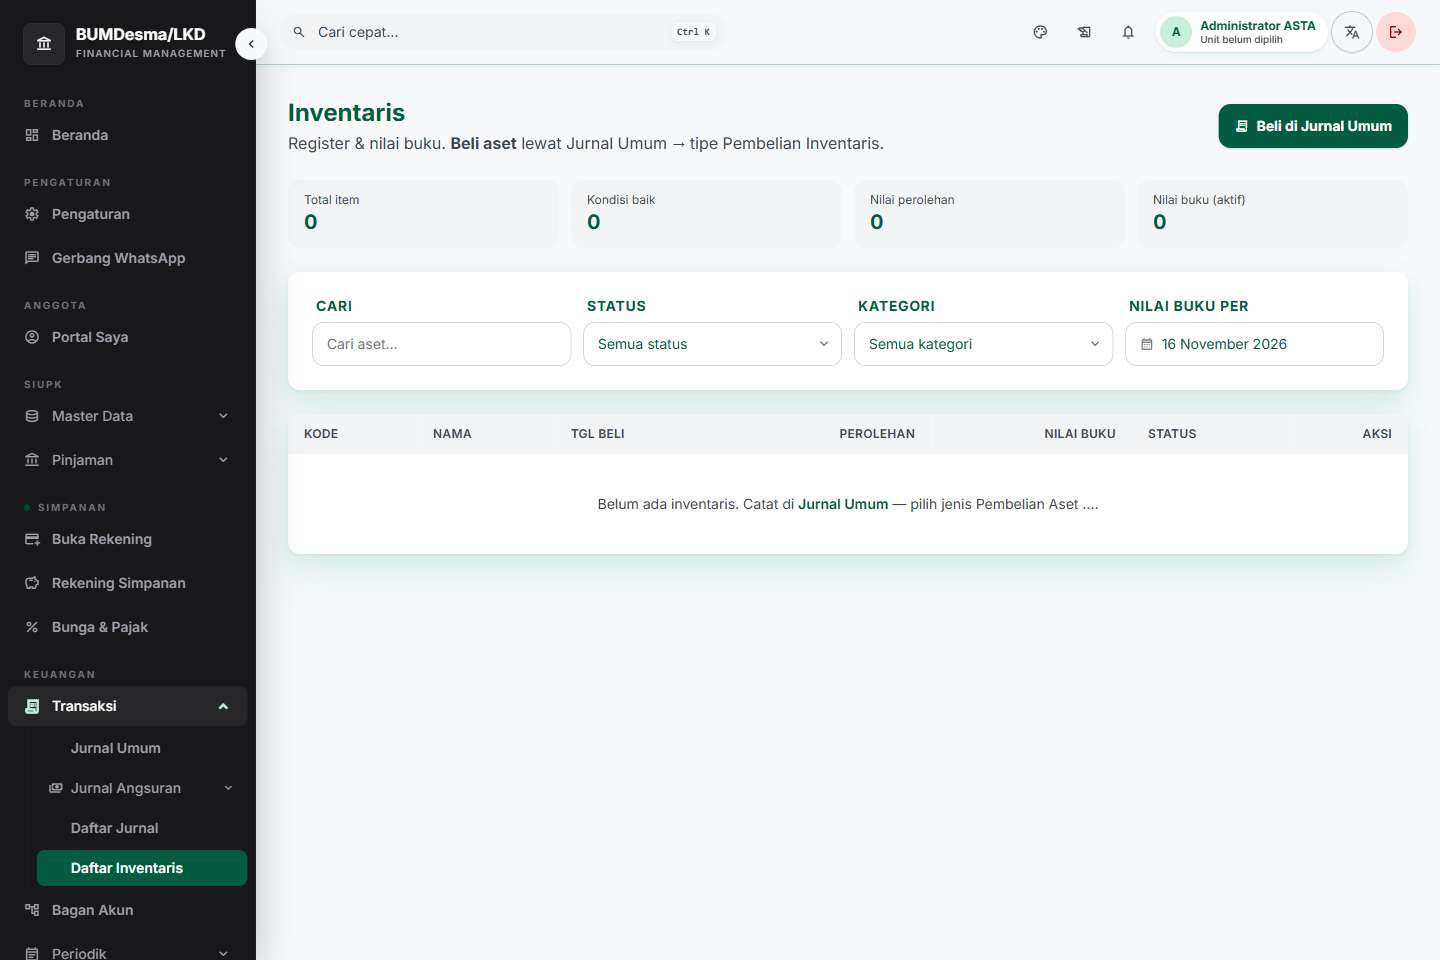 BUMDesma/LKD
FINANCIAL MANAGEMENT
BERANDA
Beranda
PENGATURAN
Pengaturan
Gerbang WhatsApp
ANGGOTA
Portal Saya
SIUPK
Master Data
Pinjaman
SIMPANAN
Buka Rekening
Rekening Simpanan
Bunga & Pajak
KEUANGAN
Transaksi
Jurnal Umum
Jurnal Angsuran
Daftar Jurnal
Daftar Inventaris
Bagan Akun
Periodik
Cari cepat...
Ctrl K
A
Administrator ASTA
Unit belum dipilih
Inventaris
Register & nilai buku. Beli aset lewat Jurnal Umum → tipe Pembelian Inventaris.
Beli di Jurnal Umum
Total item
0
Kondisi baik
0
Nilai perolehan
0
Nilai buku (aktif)
0
CARI
Cari aset...
STATUS
Semua status
KATEGORI
Semua kategori
NILAI BUKU PER
16 November 2026
KODE NAMA TGL BELI PEROLEHAN NILAI BUKU STATUS AKSI
Belum ada inventaris. Catat di Jurnal Umum — pilih jenis Pembelian Aset ....